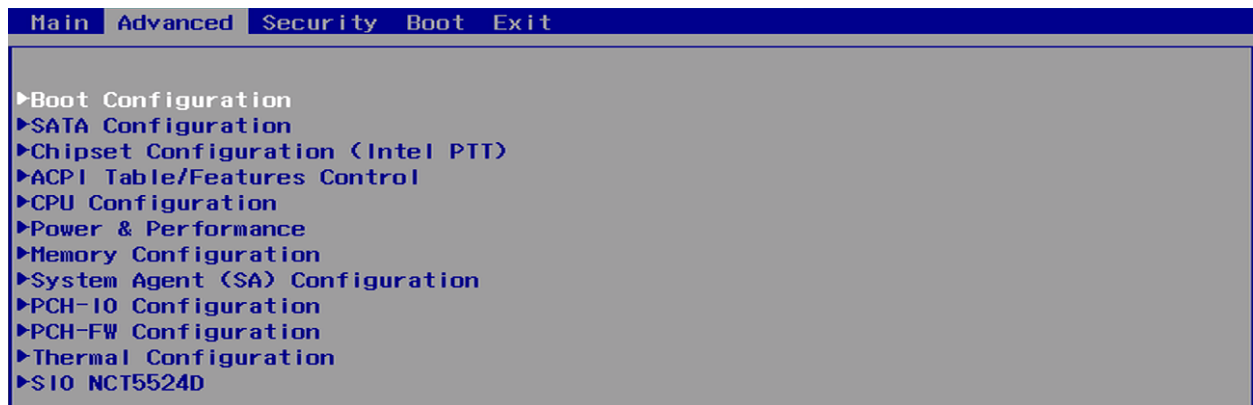 Main Advanced Security Boot Exit
▶Boot Configuration
▶SATA Configuration
▶Chipset Configuration (Intel PTT)
▶ACPI Table/Features Control
▶CPU Configuration
▶Power & Performance
▶Memory Configuration
▶System Agent (SA) Configuration
▶PCH-IO Configuration
▶PCH-FW Configuration
▶Thermal Configuration
▶SIO NCT5524D